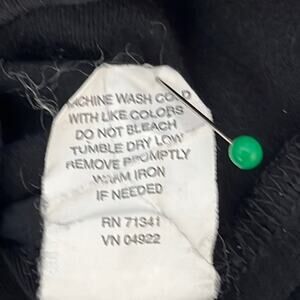 MACHINE WASH COLD
WITH LIKE COLORS
DO NOT BLEACH
TUMBLE DRY LOW
REMOVE PROMPTLY
WARM IRON
IF NEEDED
RN 71341
VN 04922